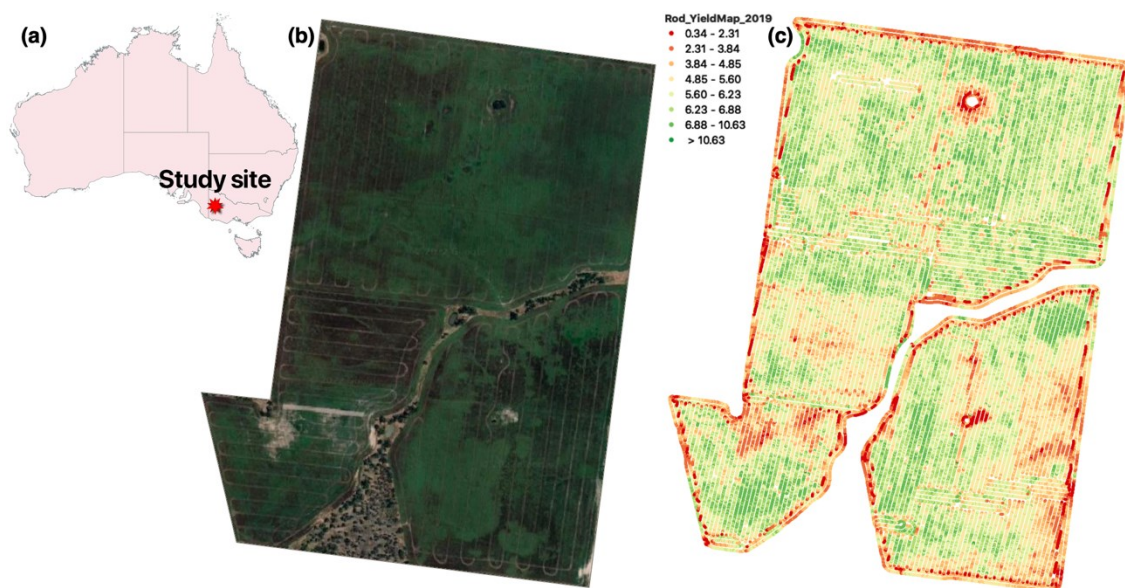 (a)
Study site
(b)
Rod_YieldMap_2019
0.34 - 2.31
2.31 - 3.84
3.84 - 4.85
4.85 - 5.60
5.60 - 6.23
6.23 - 6.88
6.88 - 10.63
> 10.63
(c)